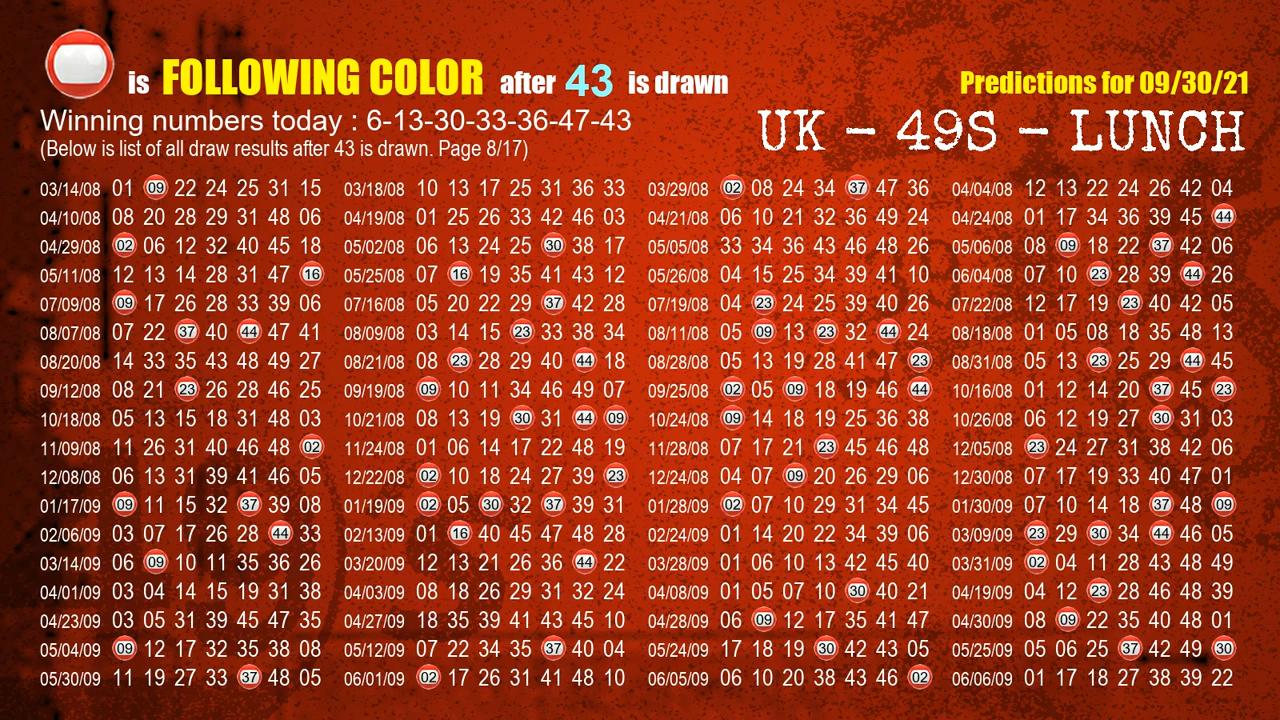 is FOLLOWING COLOR after 43 is drawn
Predictions for 09/30/21
Winning numbers today : 6-13-30-33-36-47-43
UK - 49S - LUNCH
(Below is list of all draw results after 43 is drawn. Page 8/17)
03/14/08 01 09 22 24 25 31 15 03/18/08 10 13 17 25 31 36 33 03/29/08 02 08 24 34 37 47 36 04/04/08 12 13 22 24 26 42 04
04/10/08 08 20 28 29 31 48 06 04/19/08 01 25 26 33 42 46 03 04/21/08 06 10 21 32 36 49 24 04/24/08 01 17 34 36 39 45 44
04/29/08 02 06 12 32 40 45 18 05/02/08 06 13 24 25 30 38 17 05/05/08 33 34 36 43 46 48 26 05/06/08 08 09 18 22 37 42 06
05/11/08 12 13 14 28 31 47 16 05/25/08 07 16 19 35 41 43 12 05/26/08 04 15 25 34 39 41 10 06/04/08 07 10 23 28 39 44 26
07/09/08 09 17 26 28 33 39 06 07/16/08 05 20 22 29 37 42 28 07/19/08 04 23 24 25 39 40 26 07/22/08 12 17 19 23 40 42 05
08/07/08 07 22 37 40 44 47 41 08/09/08 03 14 15 23 33 38 34 08/11/08 05 09 13 23 32 44 24 08/18/08 01 05 08 18 35 48 13
08/20/08 14 33 35 43 48 49 27 08/21/08 08 23 28 29 40 44 18 08/28/08 05 13 19 28 41 47 23 08/31/08 05 13 23 25 29 44 45
09/12/08 08 21 23 26 28 46 25 09/19/08 09 10 11 34 46 49 07 09/25/08 02 05 09 18 19 46 44 10/16/08 01 12 14 20 37 45 23
10/18/08 05 13 15 18 31 48 03 10/21/08 08 13 19 30 31 44 09 10/24/08 09 14 18 19 25 36 38 10/26/08 06 12 19 27 30 31 03
11/09/08 11 26 31 40 46 48 02 11/24/08 01 06 14 17 22 48 19 11/28/08 07 17 21 23 45 46 48 12/05/08 23 24 27 31 38 42 06
12/08/08 06 13 31 39 41 46 05 12/22/08 02 10 18 24 27 39 23 12/24/08 04 07 09 20 26 29 06 12/30/08 07 17 19 33 40 47 01
01/17/09 09 11 15 32 37 39 08 01/19/09 02 05 30 32 37 39 31 01/28/09 02 07 10 29 31 34 45 01/30/09 07 10 14 18 37 48 09
02/06/09 03 07 17 26 28 44 33 02/13/09 01 16 40 45 47 48 28 02/24/09 01 14 20 22 34 39 06 03/09/09 23 29 30 34 44 46 05
03/14/09 06 09 10 11 35 36 26 03/20/09 12 13 21 26 36 44 22 03/28/09 01 06 10 13 42 45 40 03/31/09 02 04 11 28 43 48 49
04/01/09 03 04 14 15 19 31 38 04/03/09 08 18 26 29 31 32 24 04/08/09 01 05 07 10 30 40 21 04/19/09 04 12 23 28 46 48 39
04/23/09 03 05 31 39 45 47 35 04/27/09 18 35 39 41 43 45 10 04/28/09 06 09 12 17 35 41 47 04/30/09 08 09 22 35 40 48 01
05/04/09 09 12 17 32 35 38 08 05/12/09 07 22 34 35 37 40 04 05/24/09 17 18 19 30 42 43 05 05/25/09 05 06 25 37 42 49 30
05/30/09 11 19 27 33 37 48 05 06/01/09 02 17 26 31 41 48 10 06/05/09 06 10 20 38 43 46 02 06/06/09 01 17 18 27 38 39 22